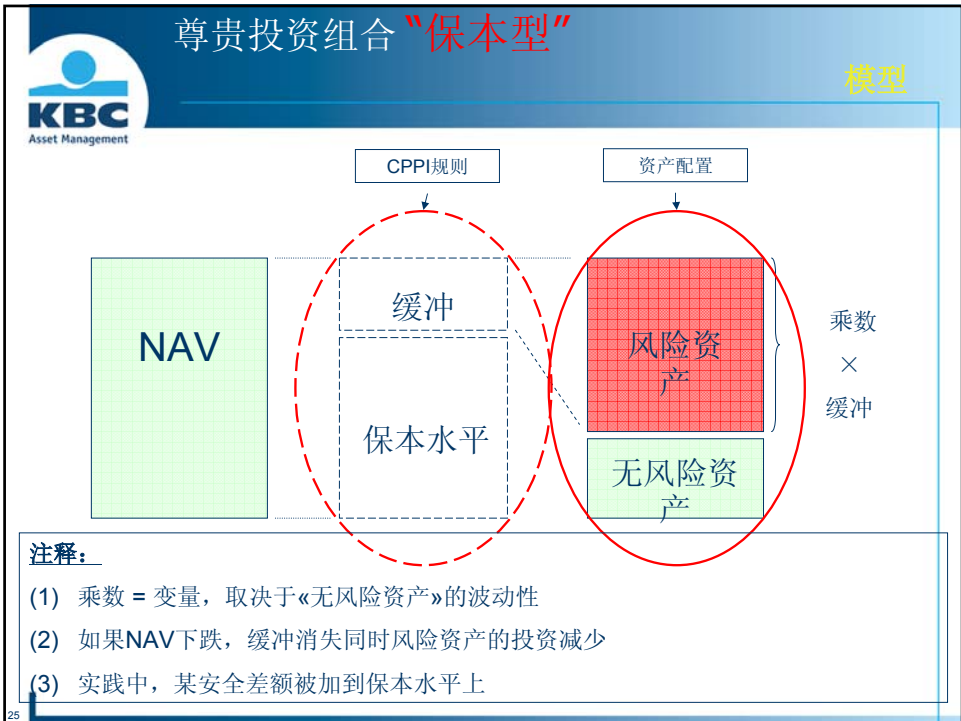 尊贵投资组合 “保本型”
模型
KBC
Asset Management
CPPI规则
资产配置
NAV
缓冲
保本水平
风险资
产
无风险资
产
乘数
×
缓冲
注释：
(1) 乘数 = 变量，取决于«无风险资产»的波动性
(2) 如果NAV下跌，缓冲消失同时风险资产的投资减少
(3) 实践中，某安全差额被加到保本水平上
25